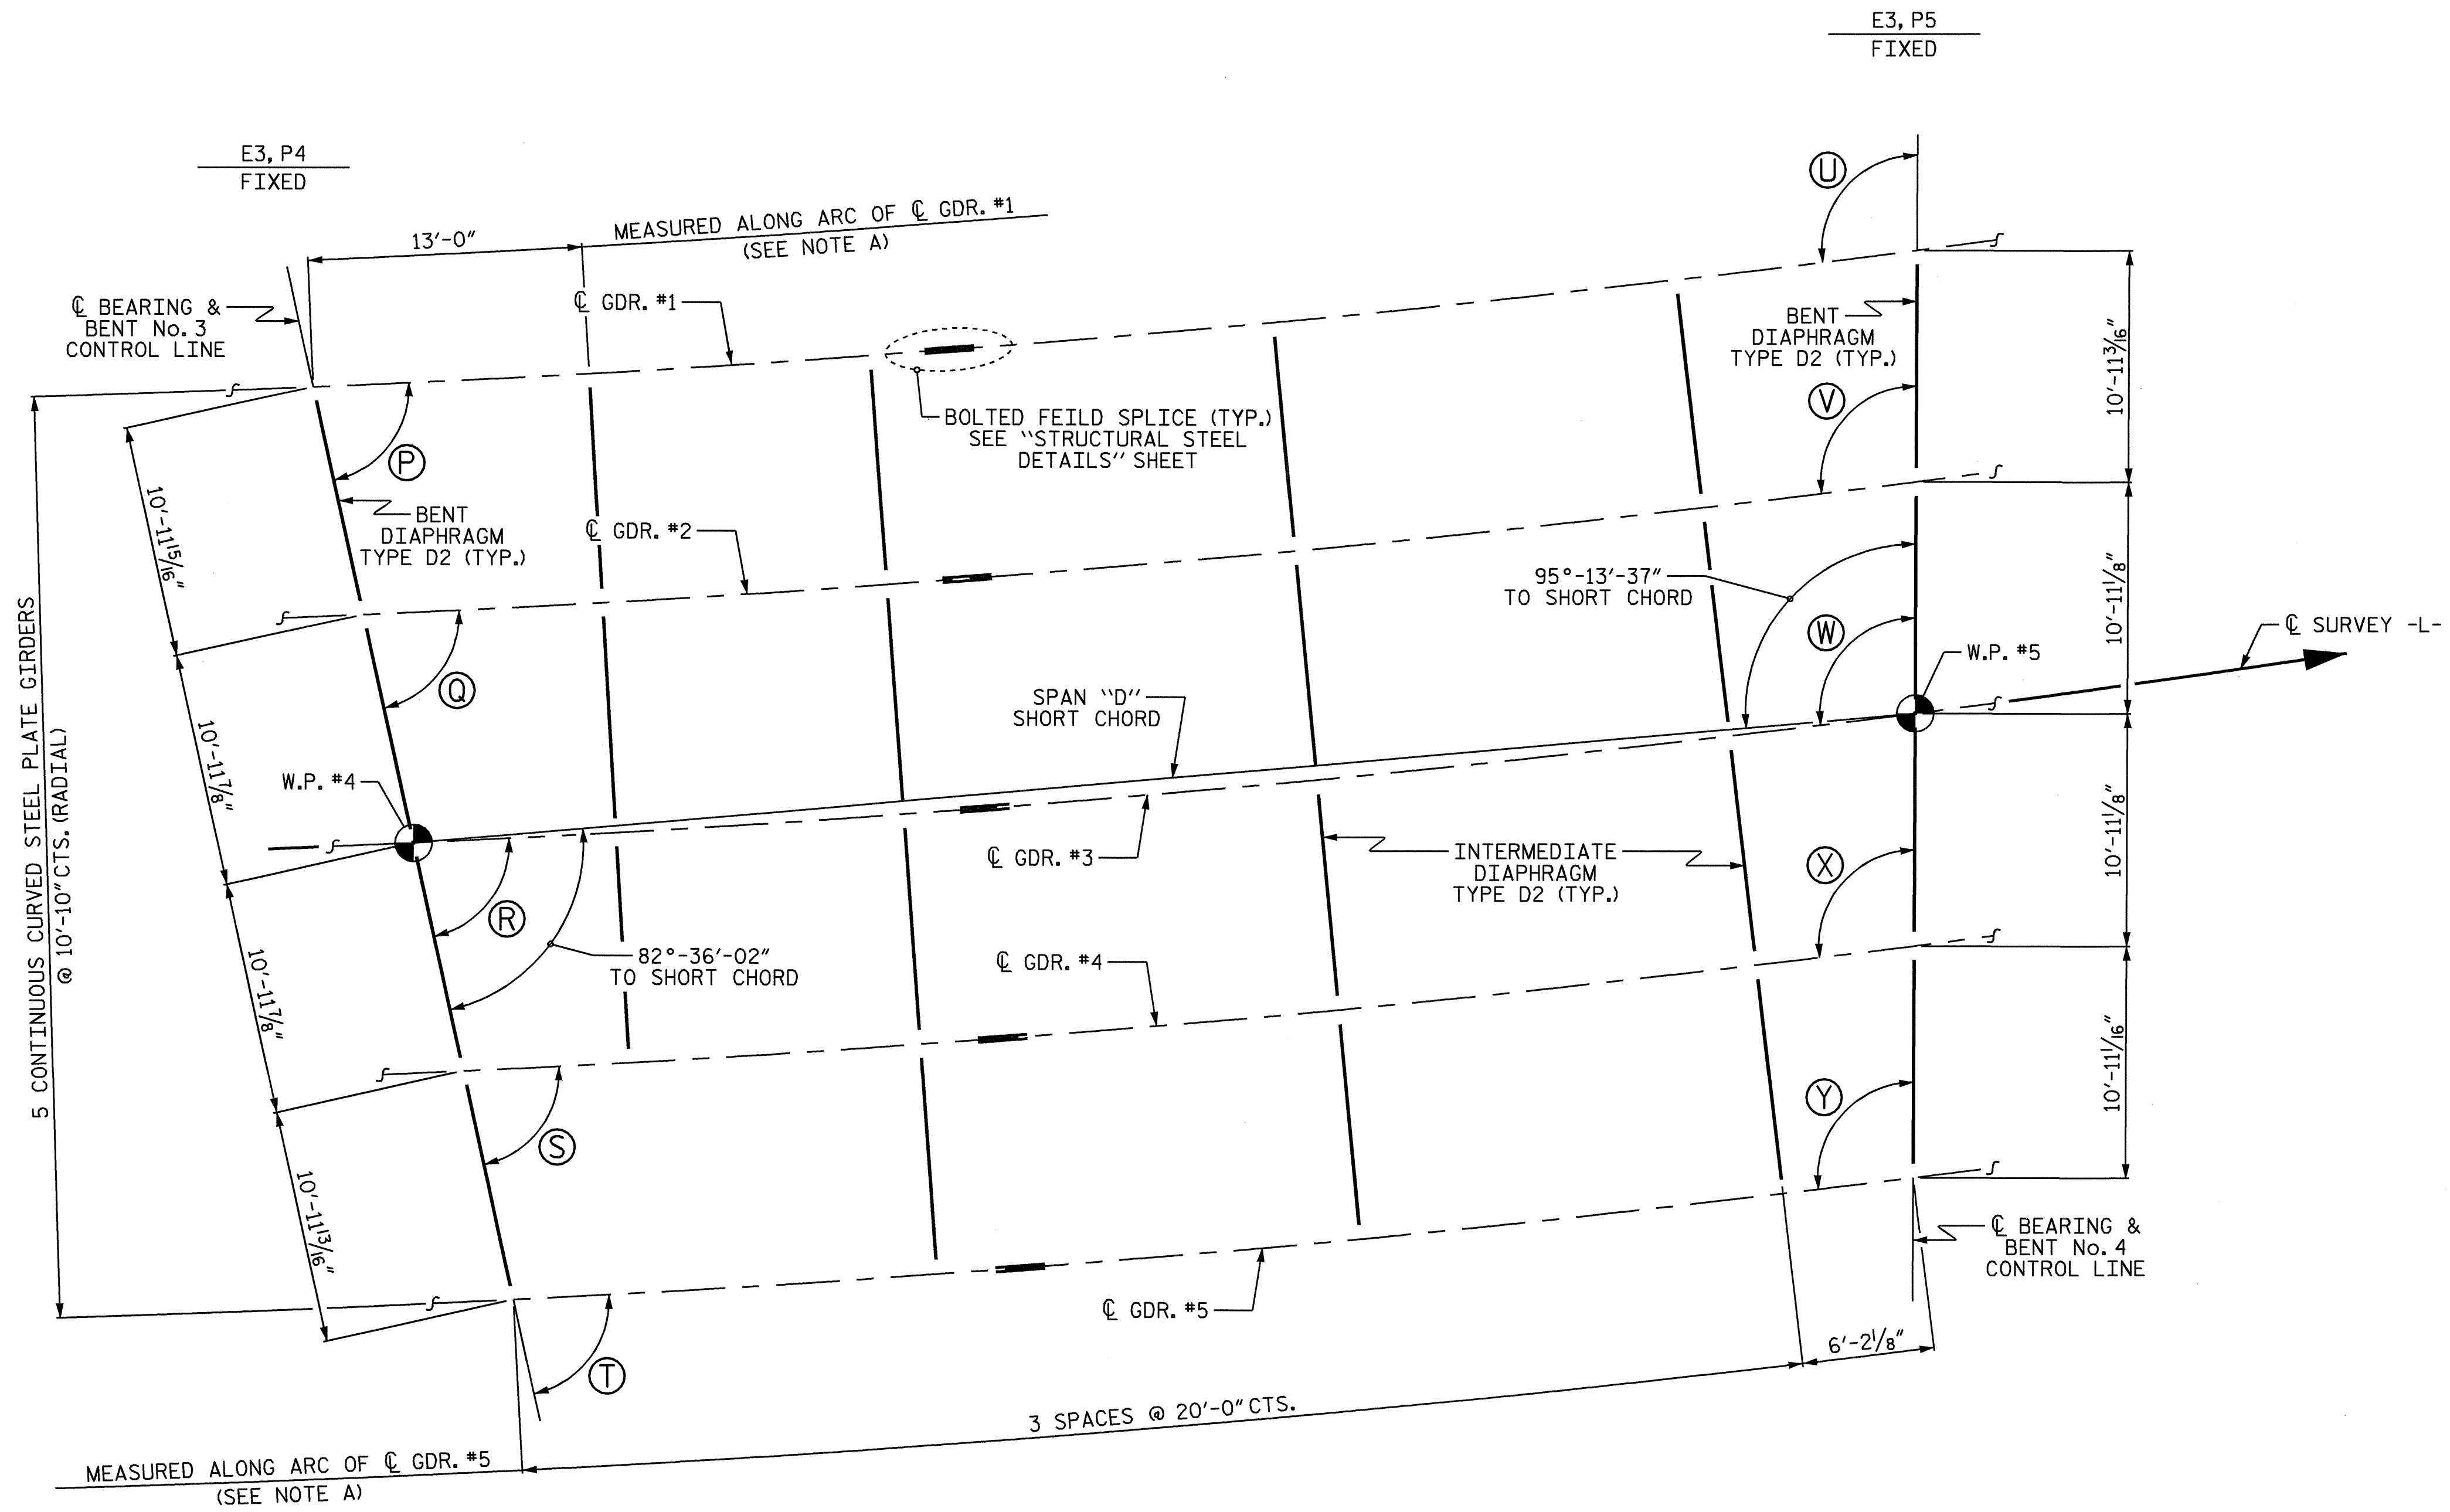 E3, P5
FIXED
E3, P4
FIXED
13'-0"
MEASURED ALONG ARC OF ℄ GDR. #1
(SEE NOTE A)
℄ BEARING &
BENT No. 3
CONTROL LINE
℄ GDR. #1
U
BENT
DIAPHRAGM
TYPE D2 (TYP.)
10'-11 3/16"
P
BOLTED FEILD SPLICE (TYP.)
SEE "STRUCTURAL STEEL
DETAILS" SHEET
V
10'-11 15/16"
BENT
DIAPHRAGM
TYPE D2 (TYP.)
℄ GDR. #2
Q
95°-13'-37"
TO SHORT CHORD
W
10'-11 1/8"
℄ SURVEY -L-
W.P. #5
SPAN "D"
SHORT CHORD
10'-11 7/8"
W.P. #4
5 CONTINUOUS CURVED STEEL PLATE GIRDERS
@ 10'-10" CTS. (RADIAL)
℄ GDR. #3
INTERMEDIATE
DIAPHRAGM
TYPE D2 (TYP.)
X
10'-11 1/8"
R
82°-36'-02"
TO SHORT CHORD
10'-11 7/8"
℄ GDR. #4
Y
10'-11 1/16"
S
10'-11 13/16"
℄ BEARING &
BENT No. 4
CONTROL LINE
℄ GDR. #5
T
6'-2 1/8"
3 SPACES @ 20'-0" CTS.
MEASURED ALONG ARC OF ℄ GDR. #5
(SEE NOTE A)